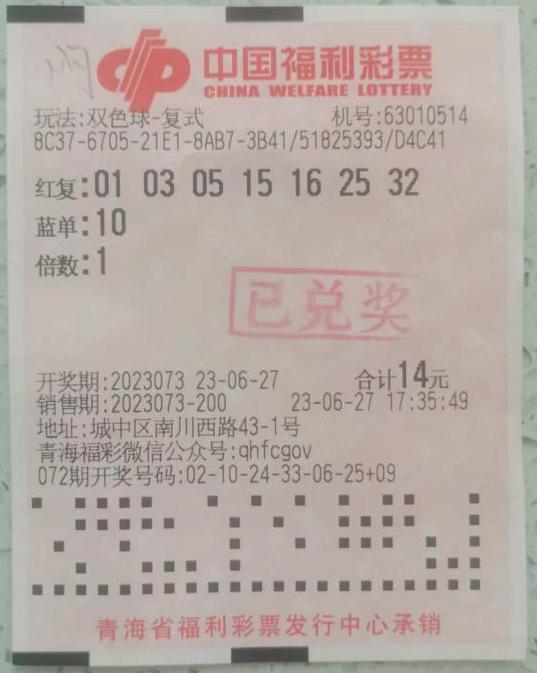 中国福利彩票
CHINA WELFARE LOTTERY
玩法:双色球-复式 机号:63010514
8C37-6705-21E1-8AB7-3B41/51825393/D4C41
红复:01 03 05 15 16 25 32
蓝单:10
倍数:1
已兑奖
开奖期:2023073 23-06-27 合计14元
销售期:2023073-200 23-06-27 17:35:49
地址:城中区南川西路43-1号
青海福彩微信公众号:qhfcgov
072期开奖号码:02-10-24-33-06-25+09
青海省福利彩票发行中心承销